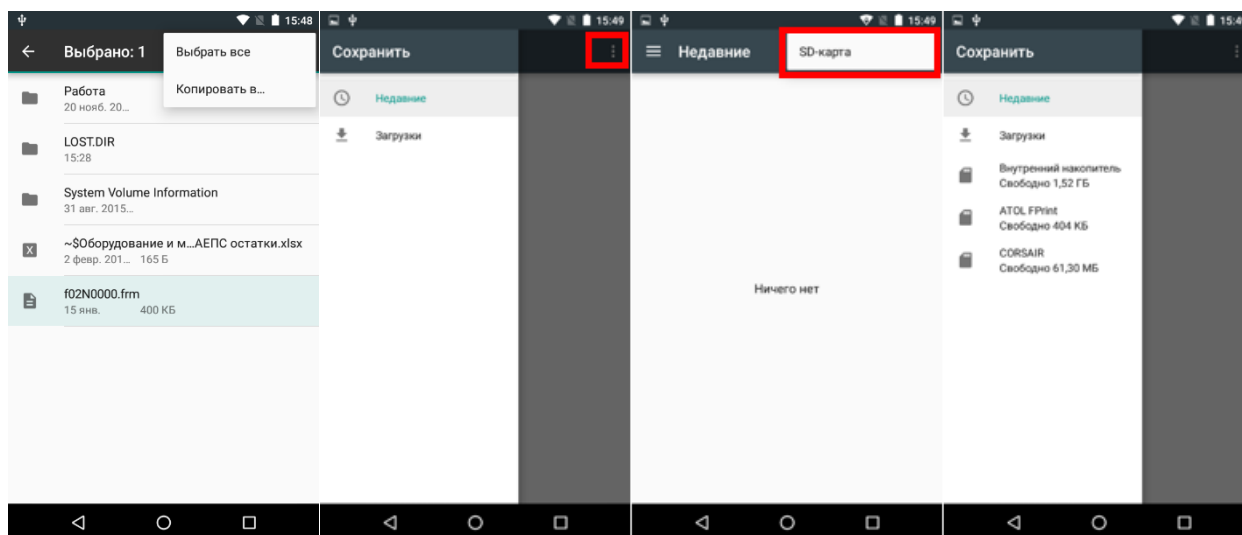 15:48
Выбрано: 1
Выбрать все
Копировать в...
Работа
20 нояб. 20...
LOST.DIR
15:28
System Volume Information
31 авг. 2015...
~$Оборудование и м...АЕПС остатки.xlsx
2 февр. 201... 165 Б
f02N0000.frm
15 янв. 400 КБ
15:49
Сохранить
Недавние
Загрузки
15:49
Недавние
SD-карта
Ничего нет
15:4
Сохранить
Недавние
Загрузки
Внутренний накопитель
Свободно 1,52 ГБ
ATOL FPrint
Свободно 404 КБ
CORSAIR
Свободно 61,30 МБ